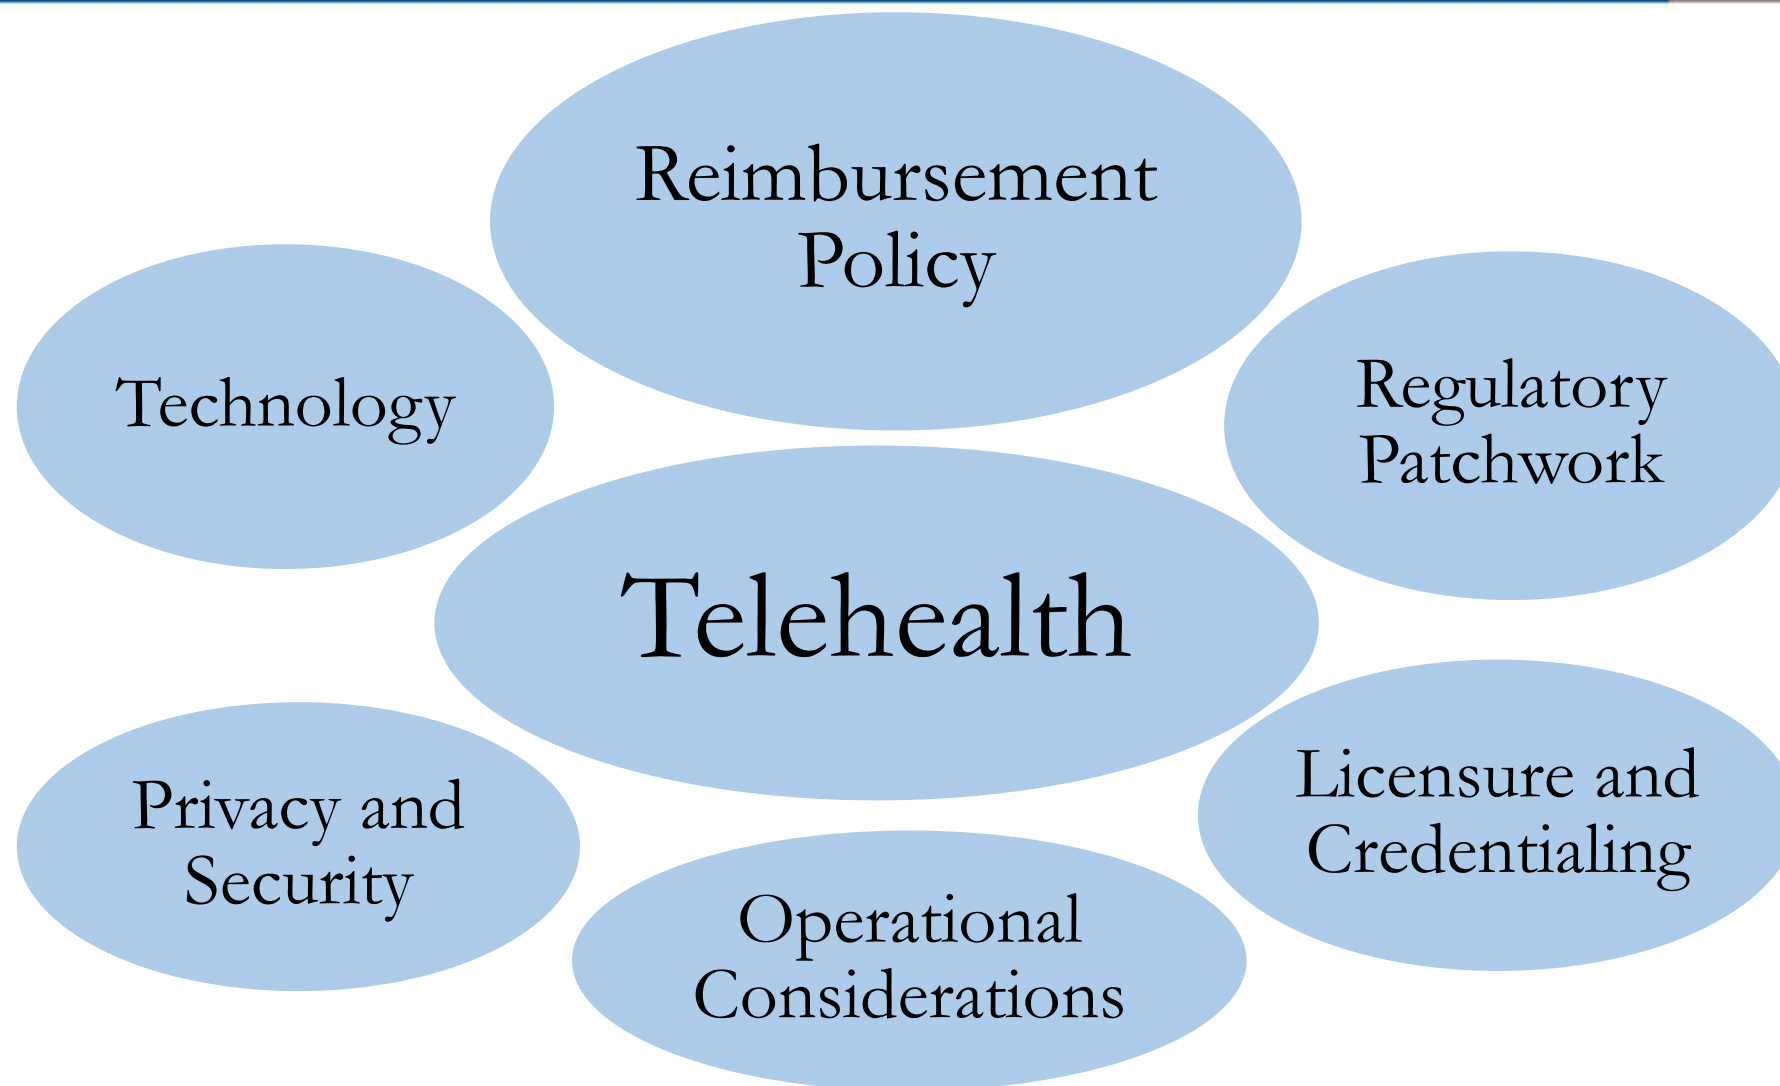 Reimbursement
Policy
Technology
Regulatory
Patchwork
Telehealth
Privacy and
Security
Licensure and
Credentialing
Operational
Considerations